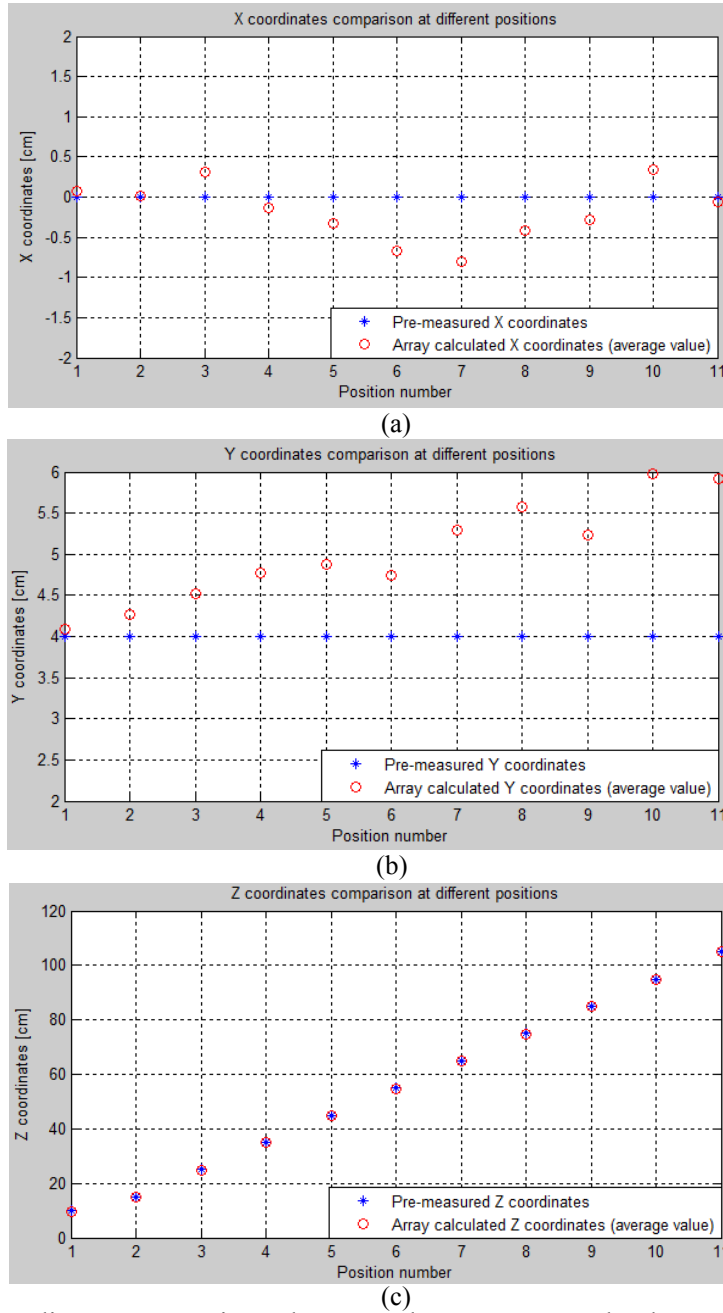 X coordinates comparison at different positions
2
1.5
1
0.5
0
-0.5
-1
-1.5
-2
X coordinates [cm]
Pre-measured X coordinates
Array calculated X coordinates (average value)
1 2 3 4 5 6 7 8 9 10 11
Position number
(a)
Y coordinates comparison at different positions
6
5.5
5
4.5
4
3.5
3
2.5
2
Y coordinates [cm]
Pre-measured Y coordinates
Array calculated Y coordinates (average value)
1 2 3 4 5 6 7 8 9 10 11
Position number
(b)
Z coordinates comparison at different positions
120
100
80
60
40
20
0
Z coordinates [cm]
Pre-measured Z coordinates
Array calculated Z coordinates (average value)
1 2 3 4 5 6 7 8 9 10 11
Position number
(c)